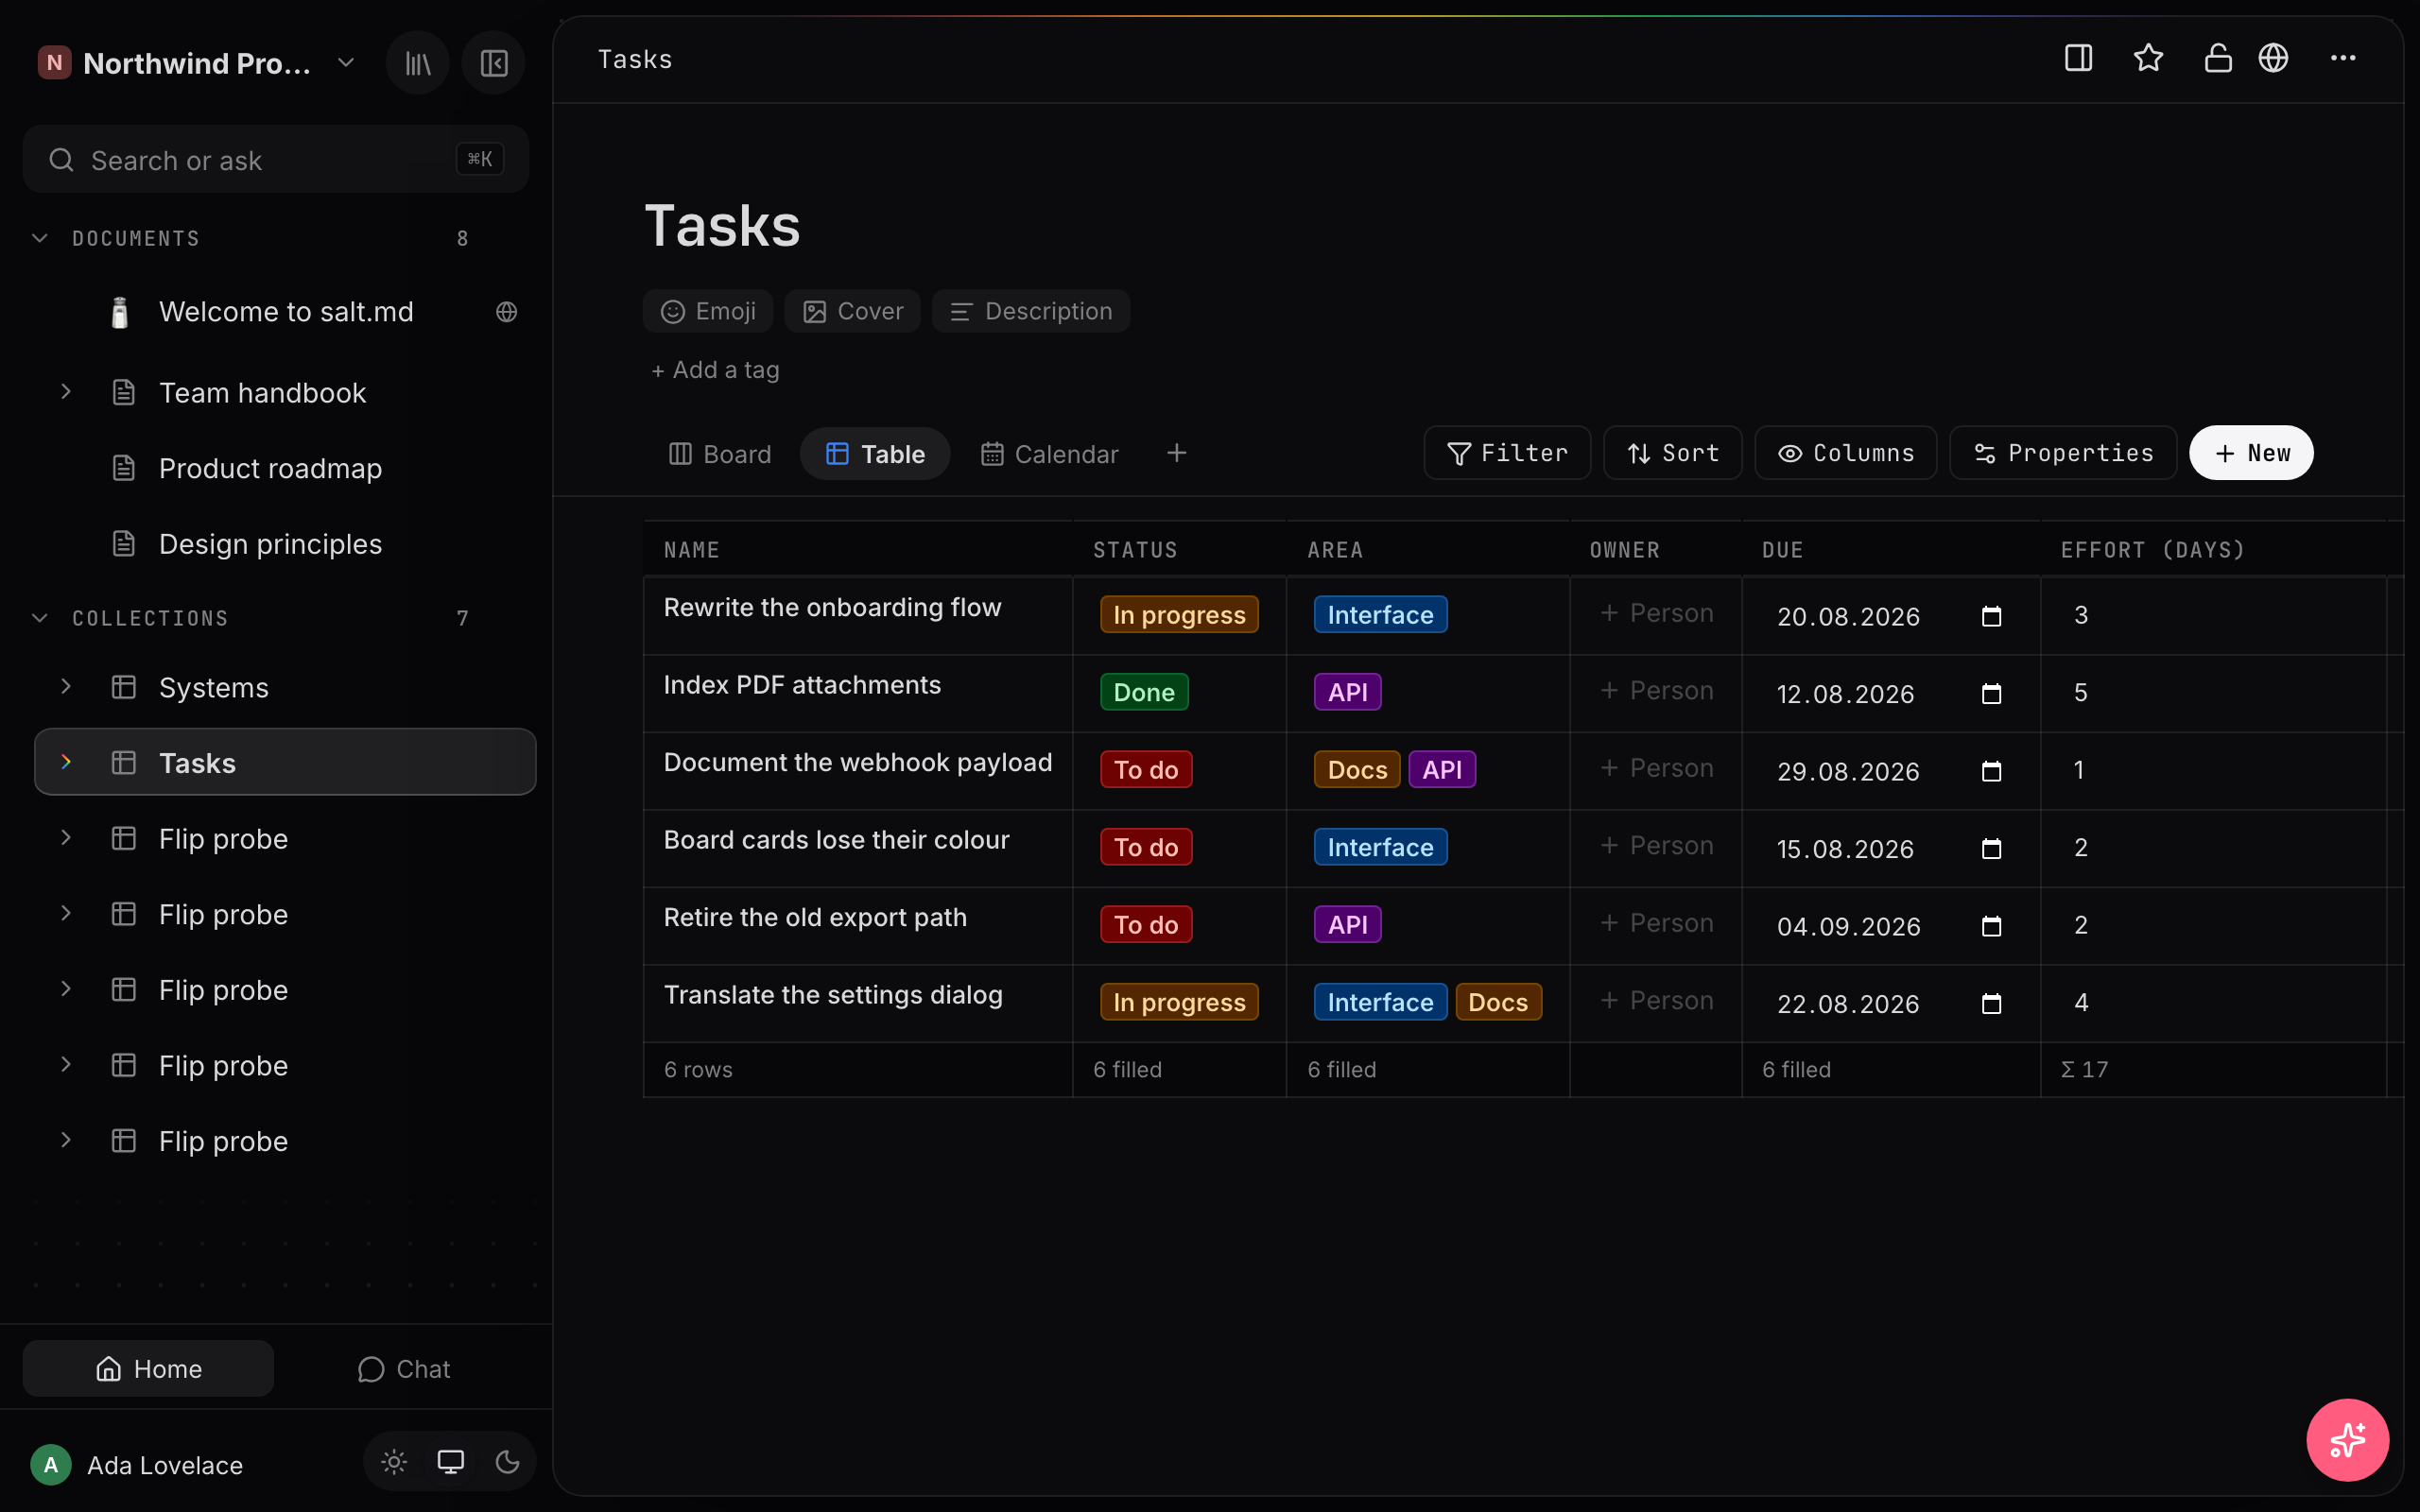 N Northwind Pro...
Search or ask ⌘K
DOCUMENTS 8
Welcome to salt.md
Team handbook
Product roadmap
Design principles
COLLECTIONS 7
Systems
Tasks
Flip probe
Flip probe
Flip probe
Flip probe
Flip probe
Home Chat
A Ada Lovelace
Tasks
Tasks
Emoji Cover Description
+ Add a tag
Board Table Calendar + Filter Sort Columns Properties + New
NAME STATUS AREA OWNER DUE EFFORT (DAYS)
Rewrite the onboarding flow In progress Interface + Person 20.08.2026 3
Index PDF attachments Done API + Person 12.08.2026 5
Document the webhook payload To do Docs API + Person 29.08.2026 1
Board cards lose their colour To do Interface + Person 15.08.2026 2
Retire the old export path To do API + Person 04.09.2026 2
Translate the settings dialog In progress Interface Docs + Person 22.08.2026 4
6 rows 6 filled 6 filled 6 filled Σ 17